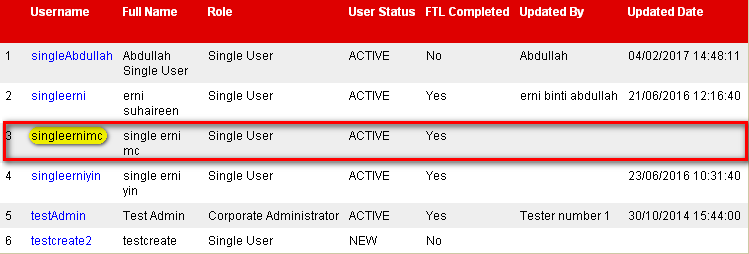 Username Full Name Role User Status FTL Completed Updated By Updated Date
1 singleAbdullah Abdullah Single User ACTIVE No Abdullah 04/02/2017 14:48:11
Single User
2 singleerni erni Single User ACTIVE Yes erni binti abdullah 21/06/2016 12:16:40
suhaireen
3 singleernimc single erni Single User ACTIVE Yes
mc
4 singleerniyin single erni Single User ACTIVE Yes 23/06/2016 10:31:40
yin
5 testAdmin Test Admin Corporate Administrator ACTIVE Yes Tester number 1 30/10/2014 15:44:00
6 testcreate2 testcreate Single User NEW No